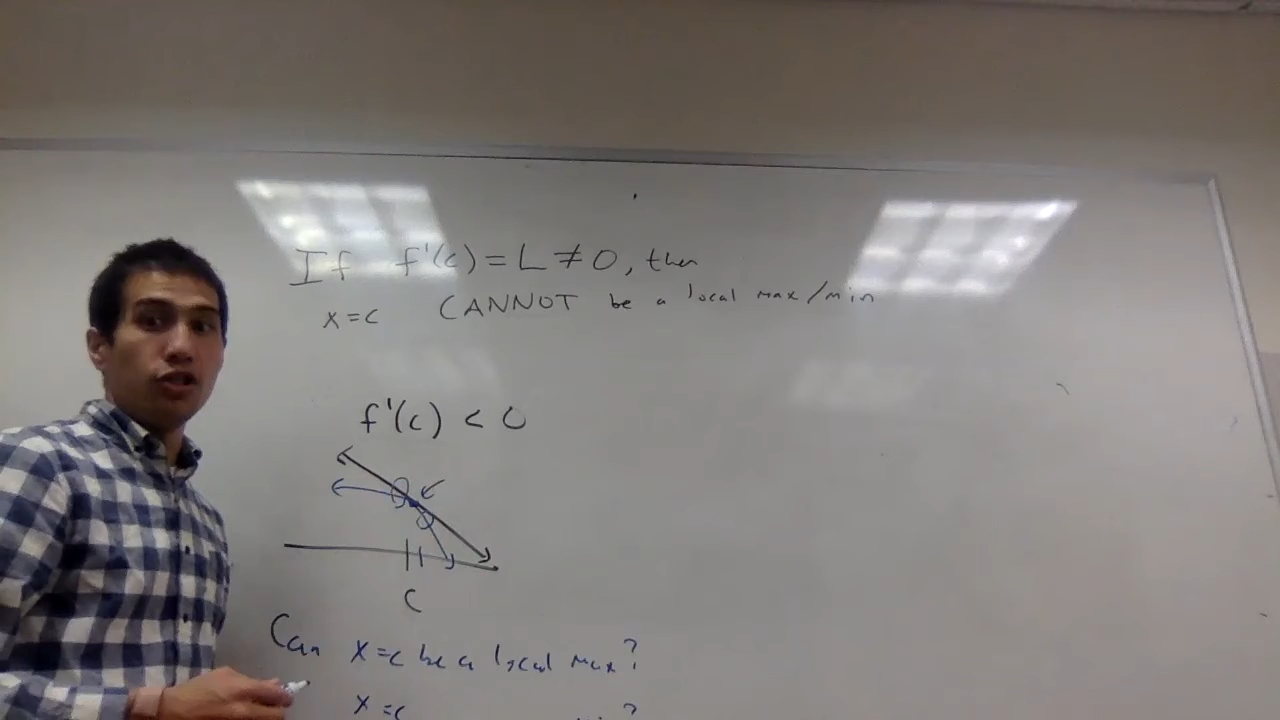 If f'(c) = L ≠ 0, then
x=c CANNOT be a local max/min
f'(c) < 0
C
Can x=c be a local max?
x=c ?